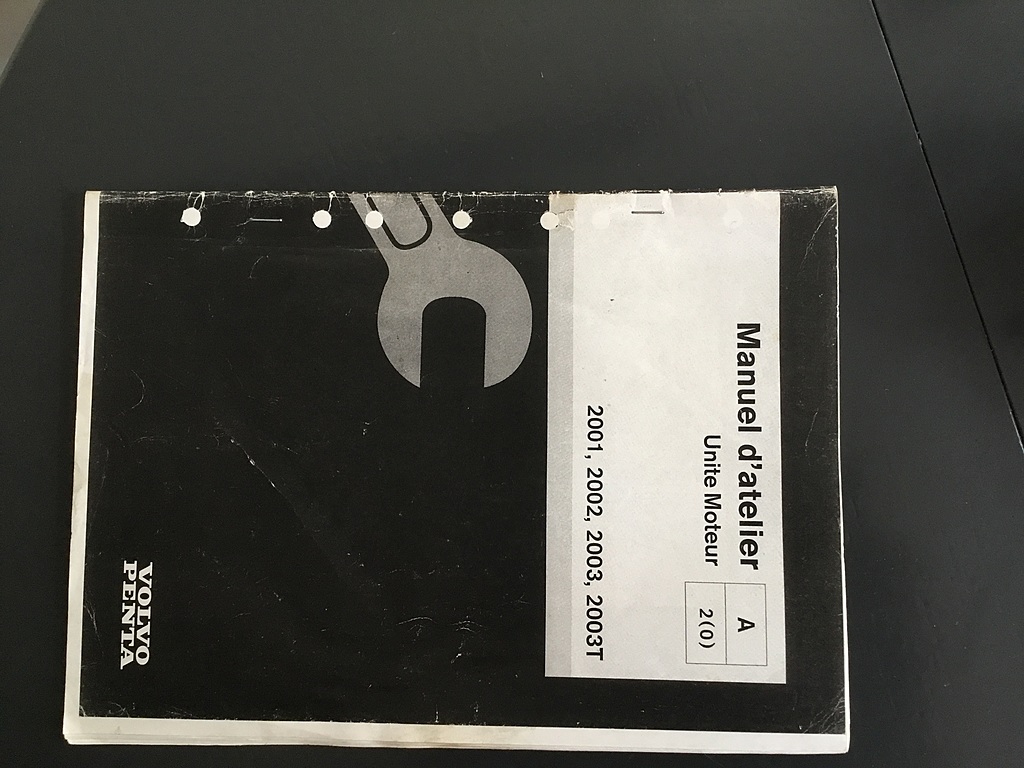 Manuel d'atelier
Unite Moteur
A
2(0)
2001, 2002, 2003, 2003T
VOLVO
PENTA